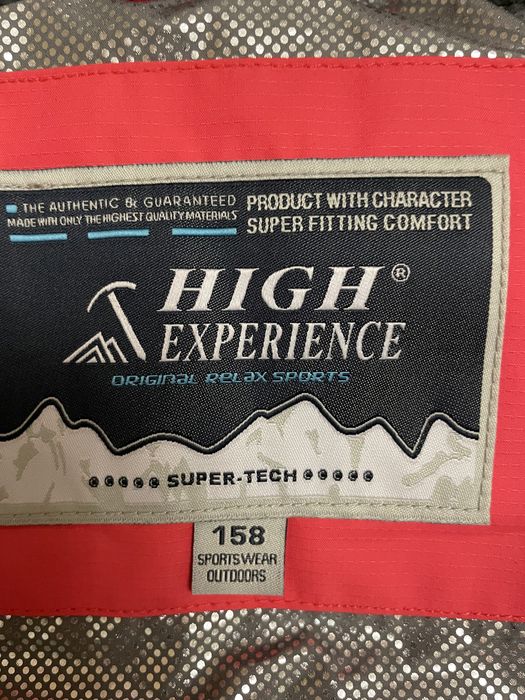 THE AUTHENTIC & GUARANTEED
MADE WITH ONLY THE HIGHEST QUALITY MATERIALS
PRODUCT WITH CHARACTER
SUPER FITTING COMFORT
HIGH®
EXPERIENCE
ORIGINAL RELAX SPORTS
SUPER-TECH
158
SPORTSWEAR
OUTDOORS